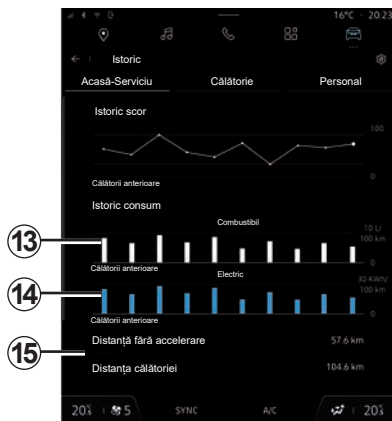 16°C 20:23
Istoric
Acasă-Serviciu Călătorie Personal
Istoric scor
100
0
Călătorii anterioare
Istoric consum
Combustibil
10 L/
100 km
13
0
Călătorii anterioare
Electric
30 KWh/
100 km
14
0
Călătorii anterioare
Distanță fără accelerare 57.6 km
15
Distanța călătoriei 104.6 km
5 SYNC A/C